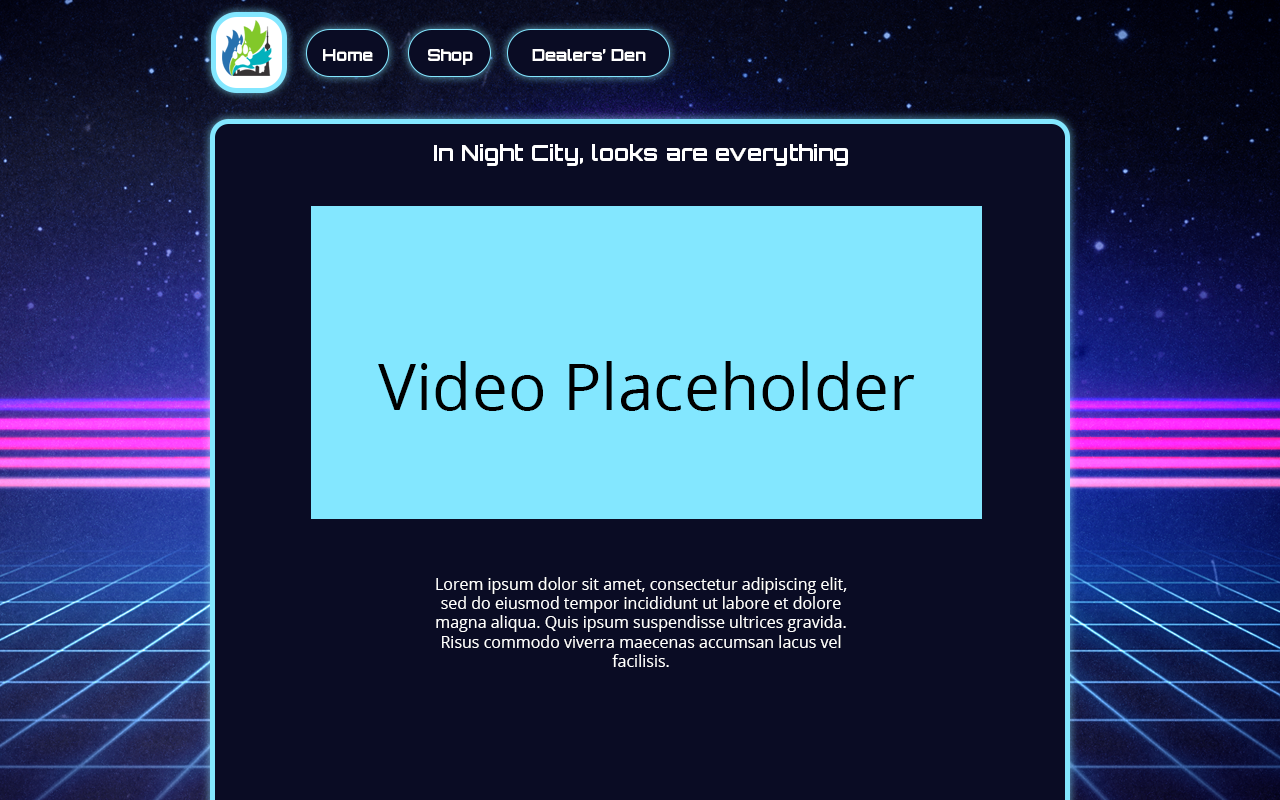 Home
Shop
Dealers’ Den
In Night City, looks are everything
Video Placeholder
Lorem ipsum dolor sit amet, consectetur adipiscing elit,
sed do eiusmod tempor incididunt ut labore et dolore
magna aliqua. Quis ipsum suspendisse ultrices gravida.
Risus commodo viverra maecenas accumsan lacus vel
facilisis.